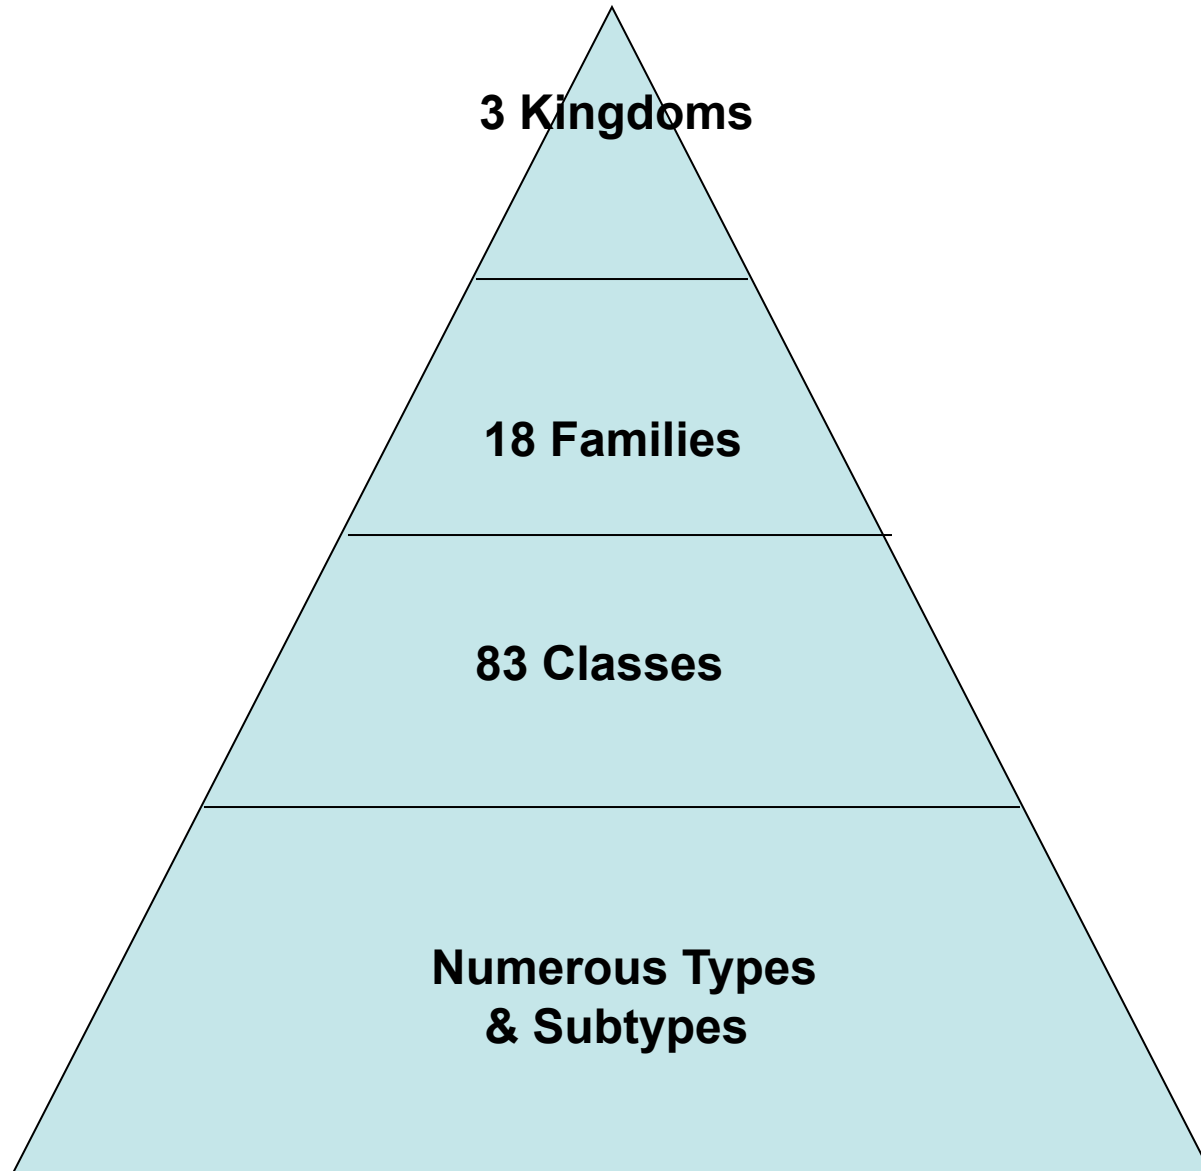 3 Kingdoms
18 Families
83 Classes
Numerous Types
& Subtypes